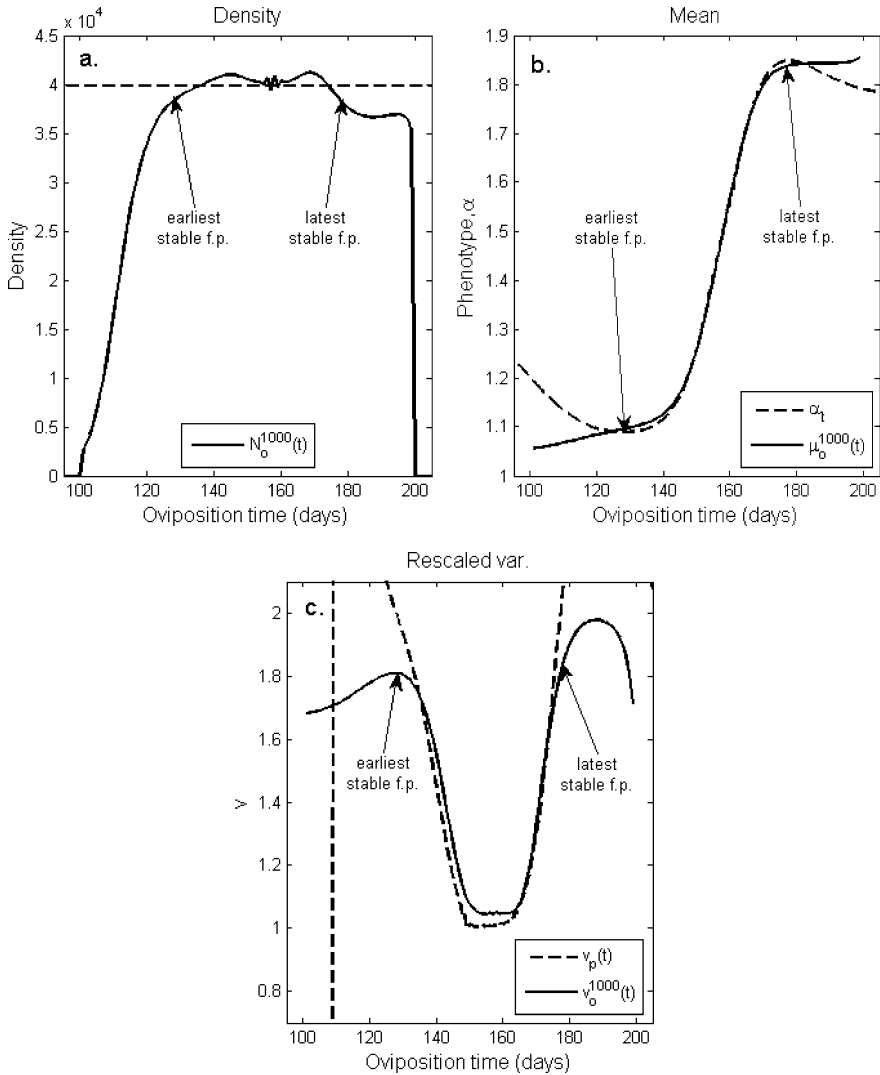 Density
x 10^4
a.
4.5
4
3.5
3
2.5
2
1.5
1
0.5
0
Density
earliest
stable f.p.
latest
stable f.p.
N_o^1000(t)
100 120 140 160 180 200
Oviposition time (days)
Mean
b.
1.9
1.8
1.7
1.6
1.5
1.4
1.3
1.2
1.1
1
Phenotype,α
earliest
stable f.p.
latest
stable f.p.
α_t
μ_o^1000(t)
100 120 140 160 180 200
Oviposition time (days)
Rescaled var.
c.
2
1.8
1.6
1.4
1.2
1
0.8
v
earliest
stable f.p.
latest
stable f.p.
v_p(t)
v_o^1000(t)
100 120 140 160 180 200
Oviposition time (days)